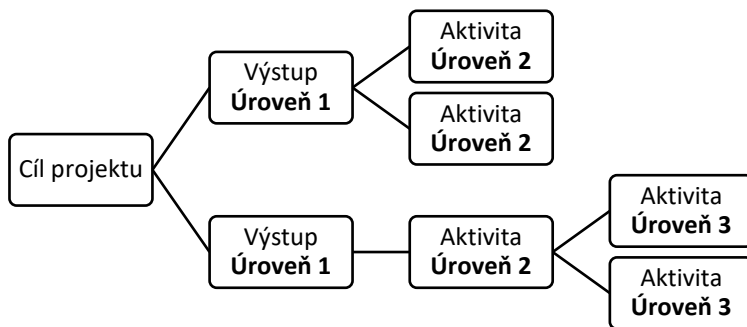 Aktivita
Úroveň 2
Výstup
Úroveň 1
Aktivita
Úroveň 2
Cíl projektu
Aktivita
Úroveň 3
Výstup
Úroveň 1
Aktivita
Úroveň 2
Aktivita
Úroveň 3